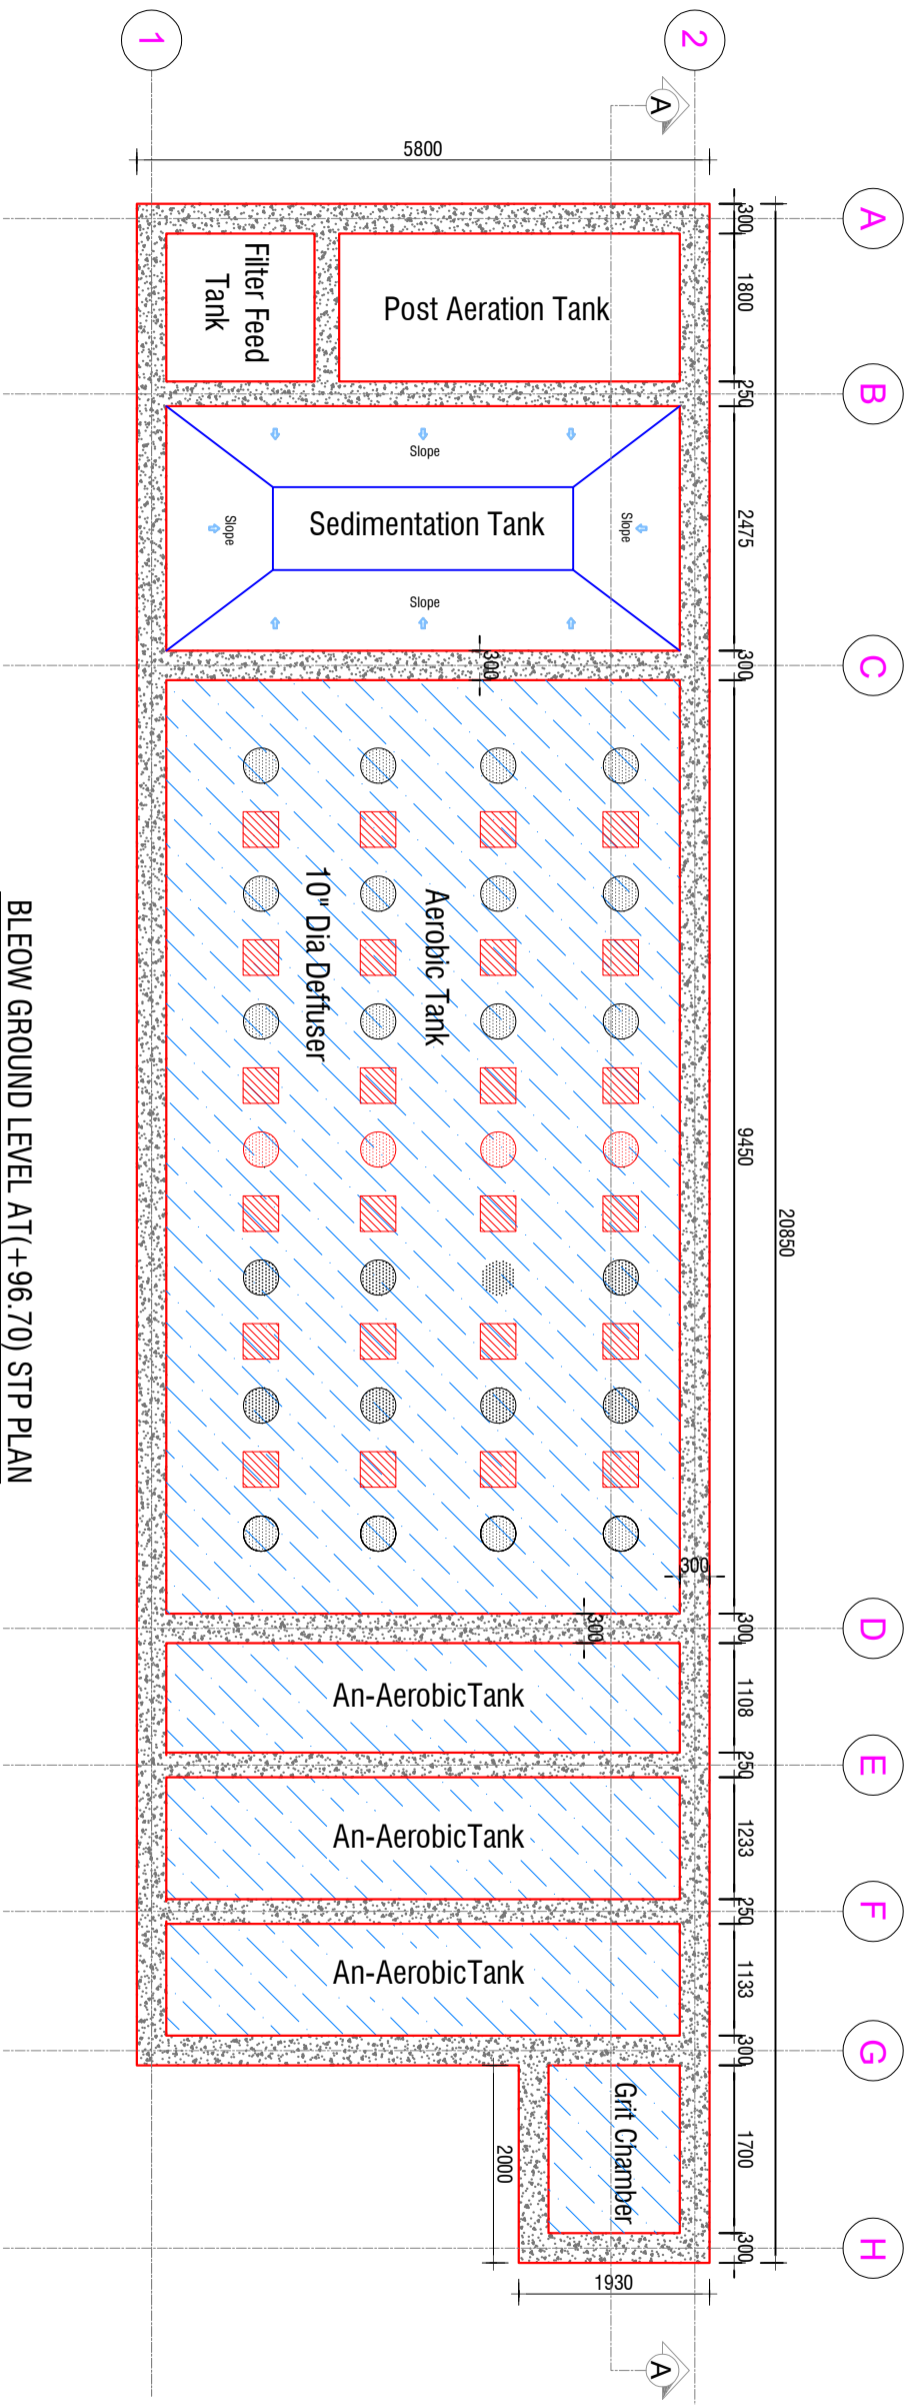 1
2
A
A
5800
300
1800
250
2475
300
9450
300
1108
250
1233
250
1133
300
1700
300
20850
A
B
C
D
E
F
G
H
Filter Feed
Tank
Post Aeration Tank
Slope
Slope
Sedimentation Tank
Slope
Slope
300
Aerobic Tank
10" Dia Deffuser
300
300
An-AerobicTank
An-AerobicTank
An-AerobicTank
Grit Chamber
2000
1930
BLEOW GROUND LEVEL AT(+96.70) STP PLAN